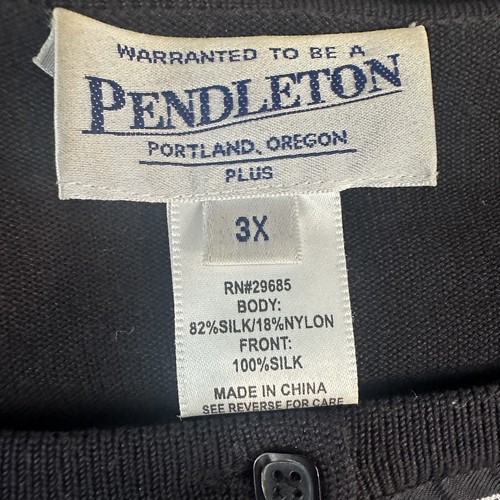 WARRANTED TO BE A
PENDLETON
PORTLAND, OREGON
PLUS
3X
RN#29685
BODY:
82%SILK/18%NYLON
FRONT:
100%SILK
MADE IN CHINA
SEE REVERSE FOR CARE